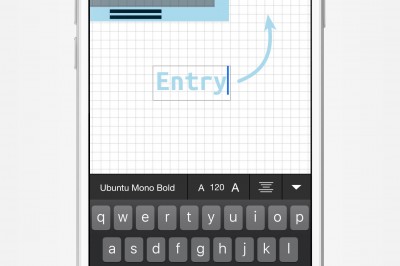 Entry
Ubuntu Mono Bold A 120 A
q w e r t y u i o p
a s d f g h j k l